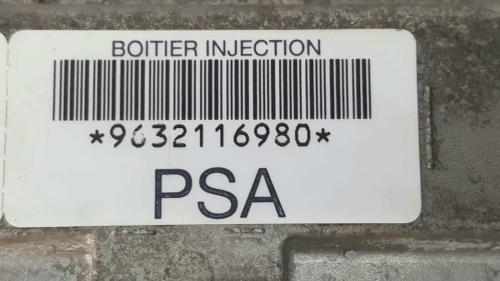 BOITIER INJECTION
*9632116980*
PSA